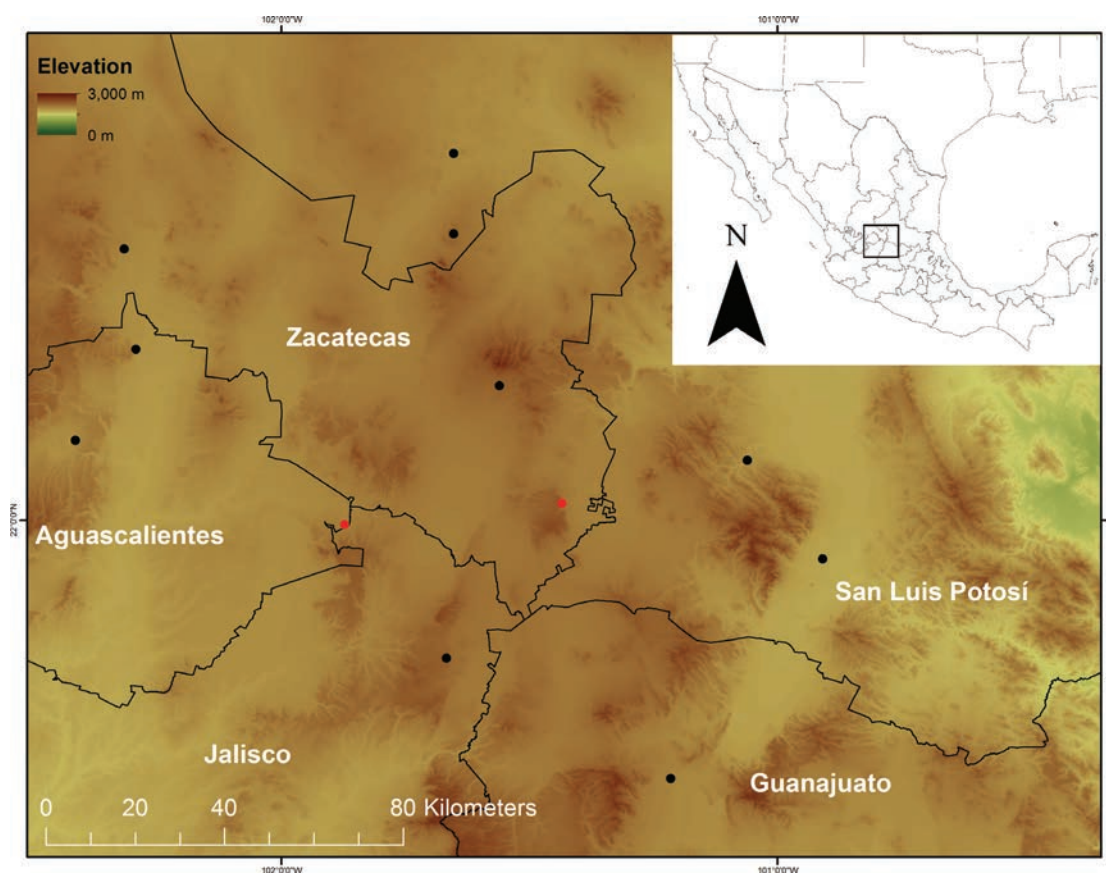 102°0'0"W 101°0'0"W
Elevation
3,000 m
0 m
N
Zacatecas
22°0'0"N
Aguascalientes
San Luis Potosí
Jalisco
Guanajuato
0 20 40 80 Kilometers
102°0'0"W 101°0'0"W